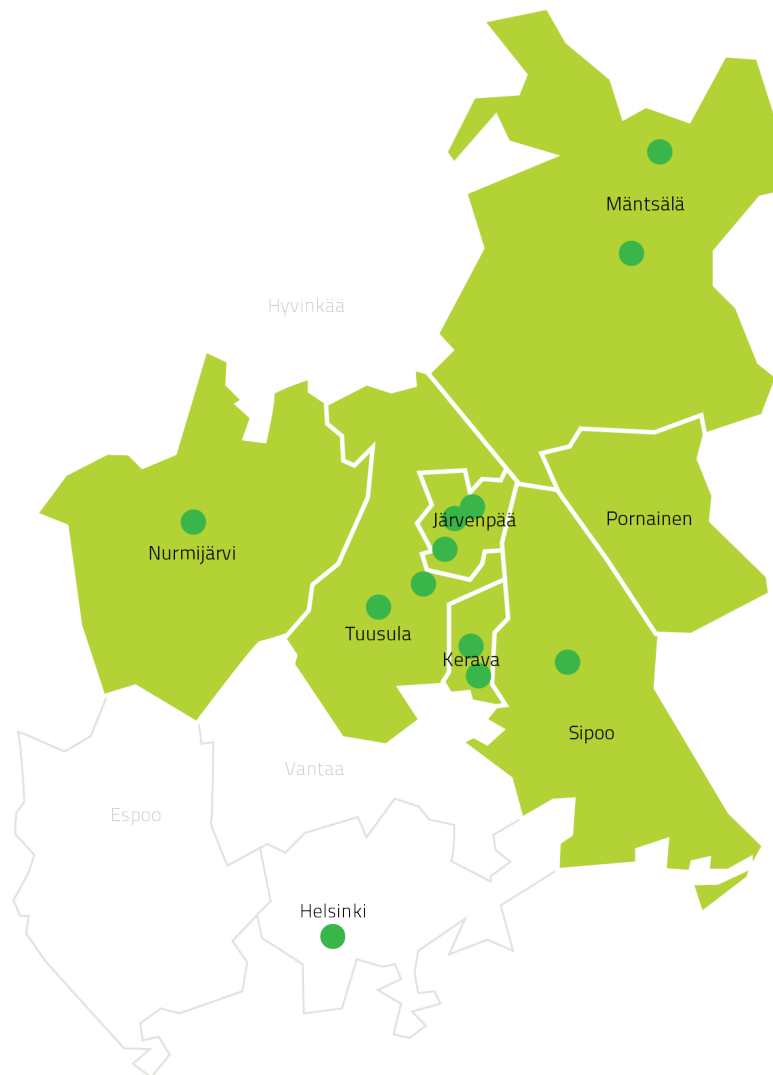 Mäntsälä
Hyvinkää
Järvenpää
Pornainen
Nurmijärvi
Tuusula
Kerava
Sipoo
Vantaa
Espoo
Helsinki